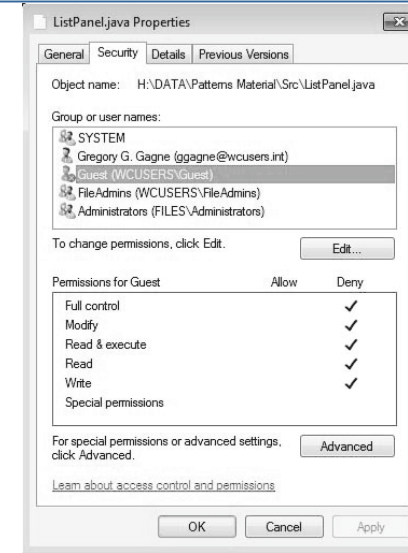 ListPanel.java Properties
General Security Details Previous Versions
Object name: H:\DATA\Patterns Material\Src\ListPanel.java
Group or user names:
SYSTEM
Gregory G. Gagne (ggagne@wcusers.int)
Guest (WCUSERS\Guest)
FileAdmins (WCUSERS\FileAdmins)
Administrators (FILES\Administrators)
To change permissions, click Edit.
Edit...
Permissions for Guest Allow Deny
Full control
Modify
Read & execute
Read
Write
Special permissions
For special permissions or advanced settings,
click Advanced.
Advanced
Learn about access control and permissions
OK Cancel Apply